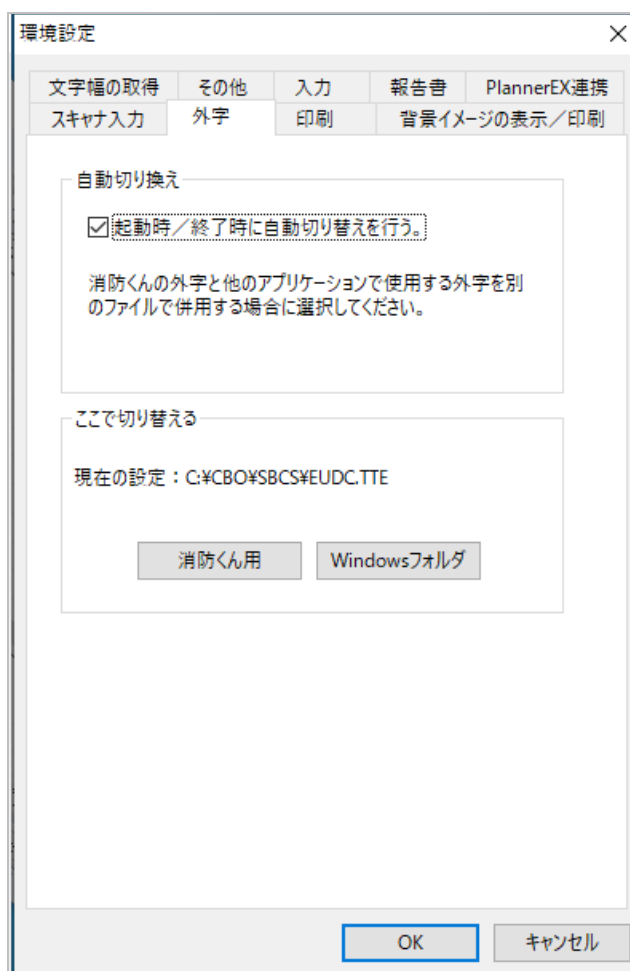 環境設定
文字幅の取得 その他 入力 報告書 PlannerEX連携
スキャナ入力 外字 印刷 背景イメージの表示／印刷
自動切り換え
起動時／終了時に自動切り替えを行う。
消防くんの外字と他のアプリケーションで使用する外字を別
のファイルで併用する場合に選択してください。
ここで切り替える
現在の設定：C:¥CBO¥SBCS¥EUDC.TTE
消防くん用 Windowsフォルダ
OK キャンセル